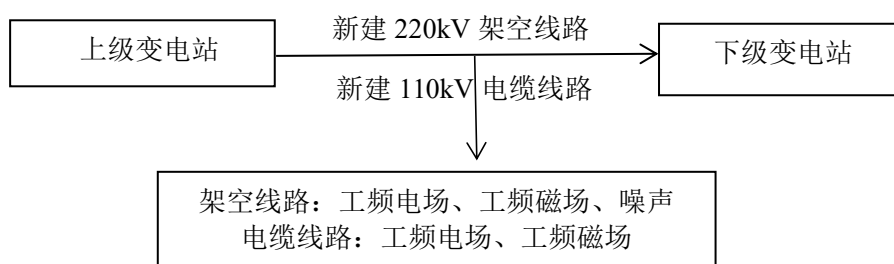 新建 220kV 架空线路
上级变电站
下级变电站
新建 110kV 电缆线路
架空线路：工频电场、工频磁场、噪声
电缆线路：工频电场、工频磁场